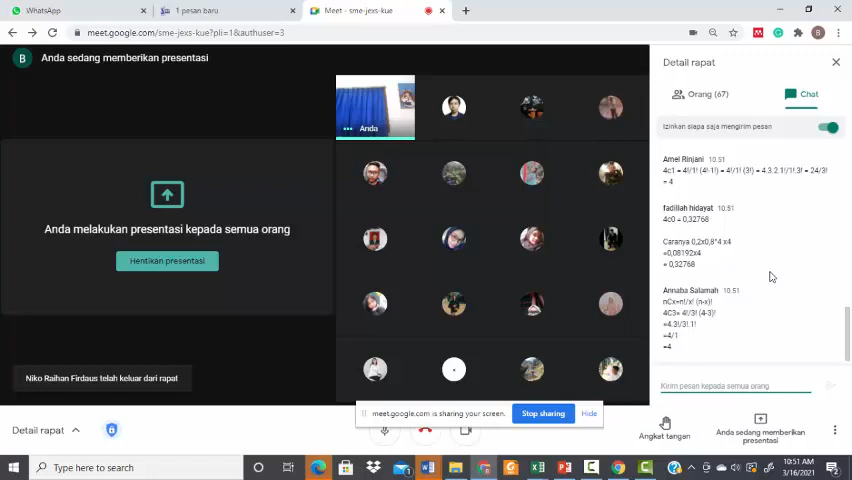 WhatsApp
1 pesan baru
Meet - sme-jexs-kue
meet.google.com/sme-jexs-kue?pli=1&authuser=3
B
B
Anda sedang memberikan presentasi
Detail rapat
Orang (67)
Chat
Izinkan siapa saja mengirim pesan
Anda
Anda melakukan presentasi kepada semua orang
Hentikan presentasi
Amel Rinjani 10.51
4c1 = 4!/1! (4!-1!) = 4!/1! (3!) = 4.3.2.1!/1!.3! = 24/3!
= 4
fadillah hidayat 10.51
4c0 = 0,32768
Caranya 0,2x0,8^4 x4
=0,08192x4
= 0,32768
Annaba Salamah 10.51
nCx=n!/x! (n-x)!
4C3= 4!/3! (4-3)!
=4.3!/3!.1!
=4/1
=4
Niko Raihan Firdaus telah keluar dari rapat
Kirim pesan kepada semua orang
meet.google.com is sharing your screen.
Stop sharing
Hide
Detail rapat
Angkat tangan
Anda sedang memberikan
presentasi
Type here to search
10:51 AM
3/16/2021